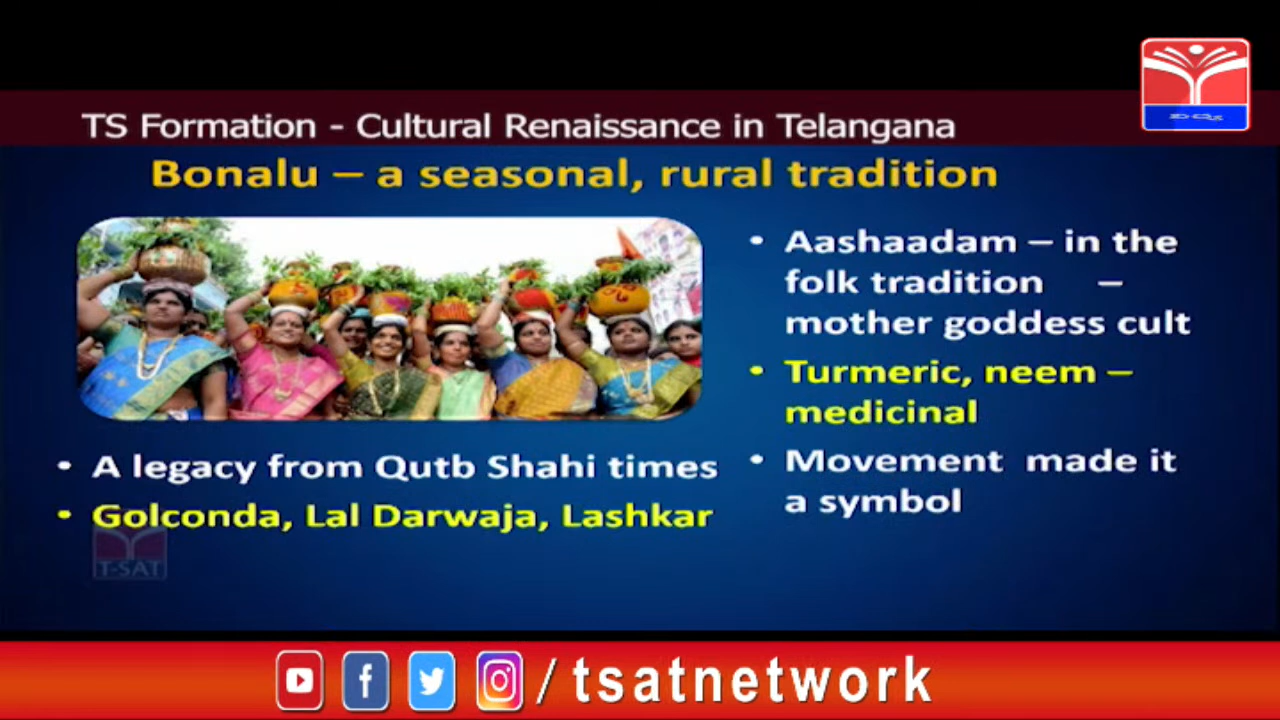 TS Formation - Cultural Renaissance in Telangana
Bonalu – a seasonal, rural tradition
• Aashaadam – in the
folk tradition –
mother goddess cult
• Turmeric, neem –
medicinal
• Movement made it
a symbol
• A legacy from Qutb Shahi times
• Golconda, Lal Darwaja, Lashkar
T-SAT
/ tsatnetwork